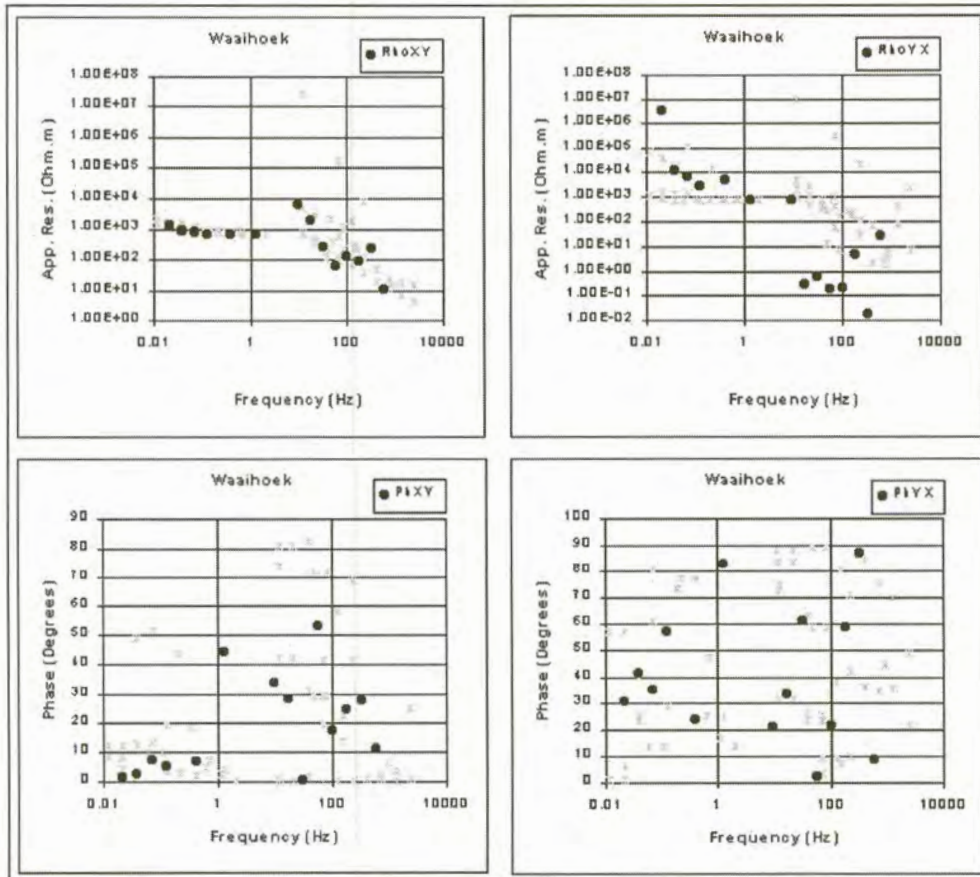 Waaihoek
RhoXY
App. Res. (Ohm.m)
1.00E+08
1.00E+07
1.00E+06
1.00E+05
1.00E+04
1.00E+03
1.00E+02
1.00E+01
1.00E+00
0.01 1 100 10000
Frequency (Hz)
Waaihoek
RhoYX
App. Res. (Ohm.m)
1.00E+08
1.00E+07
1.00E+06
1.00E+05
1.00E+04
1.00E+03
1.00E+02
1.00E+01
1.00E+00
1.00E-01
1.00E-02
0.01 1 100 10000
Frequency (Hz)
Waaihoek
PhXY
Phase (Degrees)
90
80
70
60
50
40
30
20
10
0
0.01 1 100 10000
Frequency (Hz)
Waaihoek
PhYX
Phase (Degrees)
100
90
80
70
60
50
40
30
20
10
0
0.01 1 100 10000
Frequency (Hz)